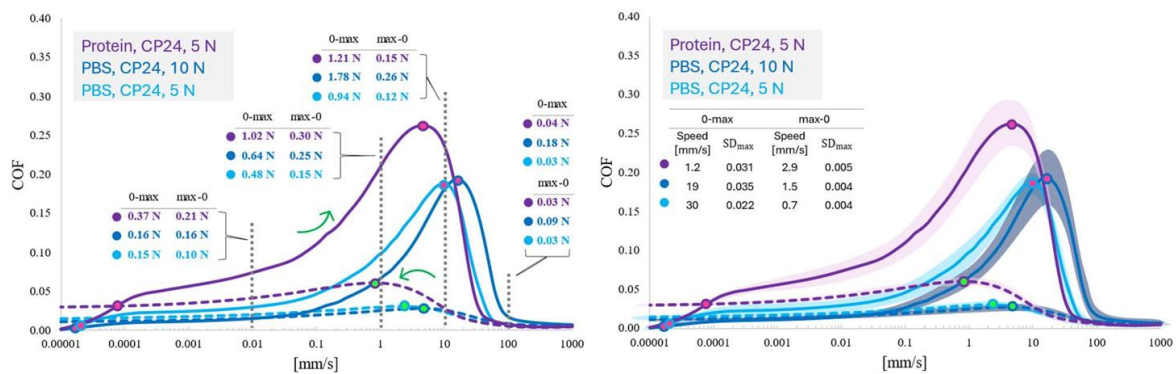 0.40
0.35
0.30
0.25
0.20
0.15
0.10
0.05
0.00
COF
Protein, CP24, 5 N
PBS, CP24, 10 N
PBS, CP24, 5 N
0-max max-0
1.21 N 0.15 N
1.78 N 0.26 N
0.94 N 0.12 N
0-max max-0
1.02 N 0.30 N
0.64 N 0.25 N
0.48 N 0.15 N
0-max max-0
0.37 N 0.21 N
0.16 N 0.16 N
0.15 N 0.10 N
0-max
0.04 N
0.18 N
0.03 N
max-0
0.03 N
0.09 N
0.03 N
0.00001 0.001 0.01 0.1 1 10 100 1000
[mm/s]
0.40
0.35
0.30
0.25
0.20
0.15
0.10
0.05
0.00
COF
Protein, CP24, 5 N
PBS, CP24, 10 N
PBS, CP24, 5 N
0-max max-0
Speed [mm/s] SDmax Speed [mm/s] SDmax
1.2 0.031 2.9 0.005
19 0.035 1.5 0.004
30 0.022 0.7 0.004
0.00001 0.001 0.01 0.1 1 10 100 1000
[mm/s]